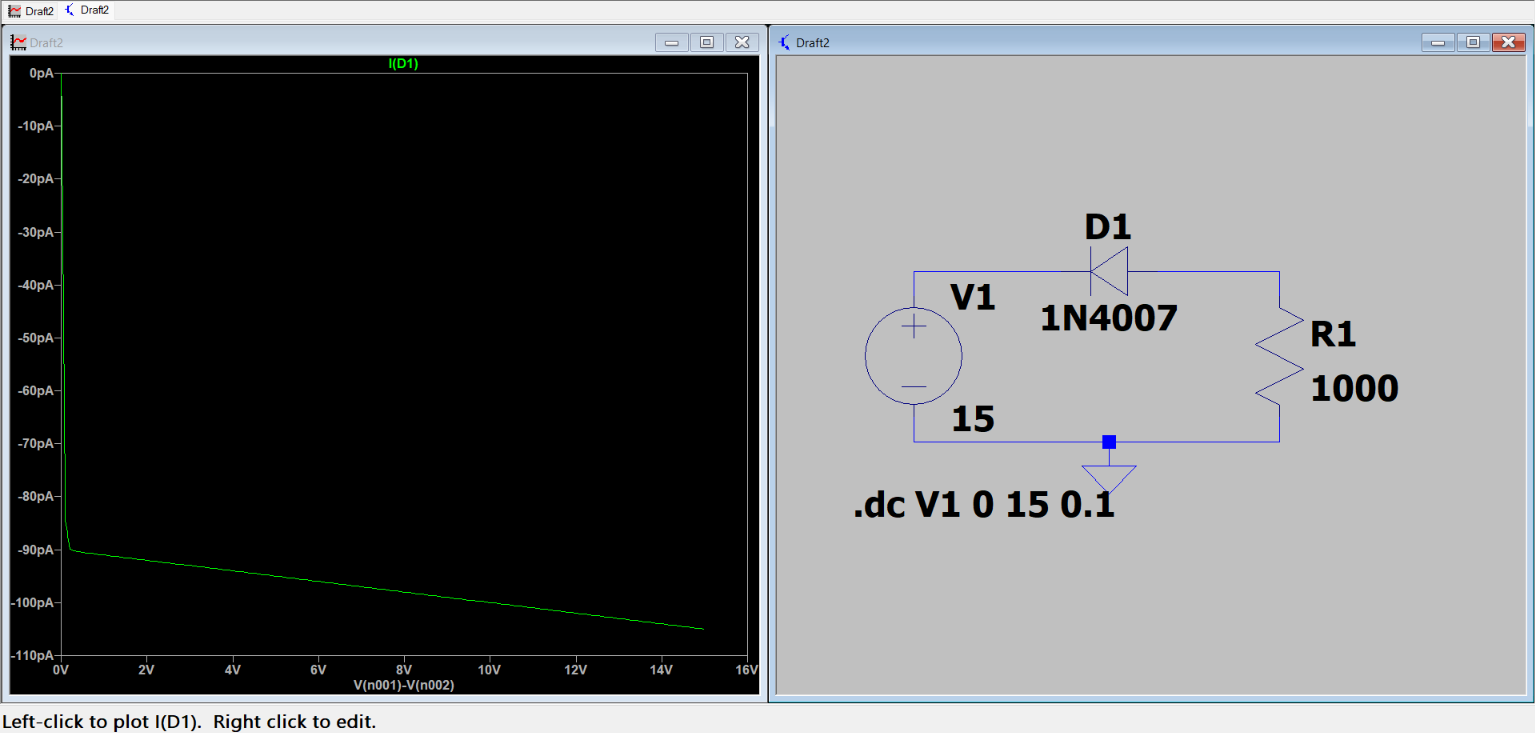 Draft2 Draft2
Draft2
I(D1)
0pA
-10pA
-20pA
-30pA
-40pA
-50pA
-60pA
-70pA
-80pA
-90pA
-100pA
-110pA
0V 2V 4V 6V 8V 10V 12V 14V 16V
V(n001)-V(n002)
Draft2
D1
V1
1N4007
R1
1000
15
.dc V1 0 15 0.1
Left-click to plot I(D1).  Right click to edit.